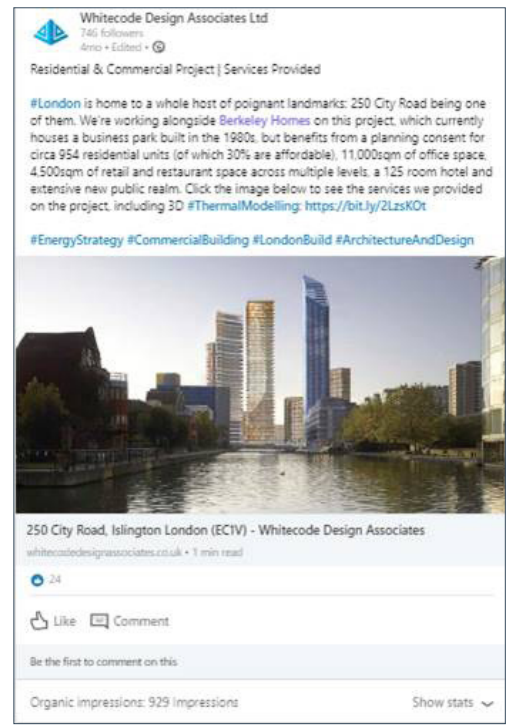 Whitecode Design Associates Ltd
746 followers
4mo • Edited •
Residential & Commercial Project | Services Provided
#London is home to a whole host of poignant landmarks: 250 City Road being one
of them. We're working alongside Berkeley Homes on this project, which currently
houses a business park built in the 1980s, but benefits from a planning consent for
circa 954 residential units (of which 30% are affordable), 11,000sqm of office space,
4,500sqm of retail and restaurant space across multiple levels, a 125 room hotel and
extensive new public realm. Click the image below to see the services we provided
on the project, including 3D #ThermalModelling: https://bit.ly/2LzsKOt
#EnergyStrategy #CommercialBuilding #LondonBuild #ArchitectureAndDesign
250 City Road, Islington London (EC1V) - Whitecode Design Associates
whitecodedesignassociates.co.uk • 1 min read
24
Like Comment
Be the first to comment on this
Organic impressions: 929 Impressions Show stats